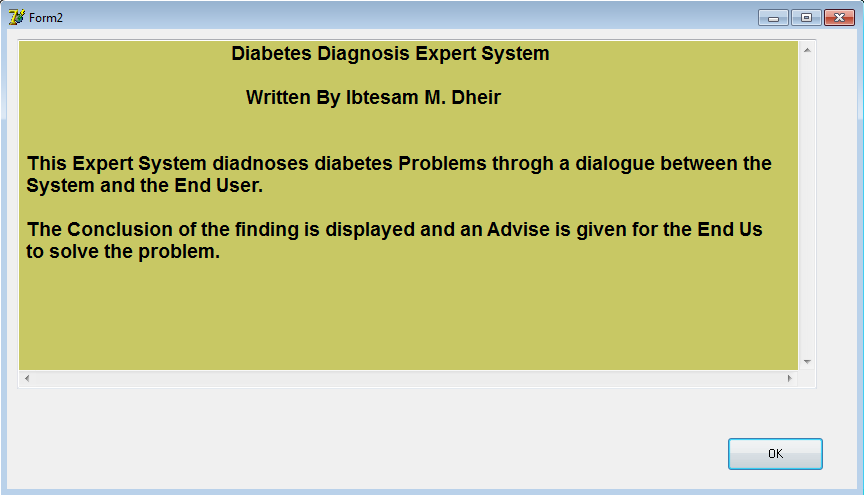 Form2
Diabetes Diagnosis Expert System
Written By Ibtesam M. Dheir
This Expert System diadnoses diabetes Problems throgh a dialogue between the
System and the End User.
The Conclusion of the finding is displayed and an Advise is given for the End Us
to solve the problem.
OK